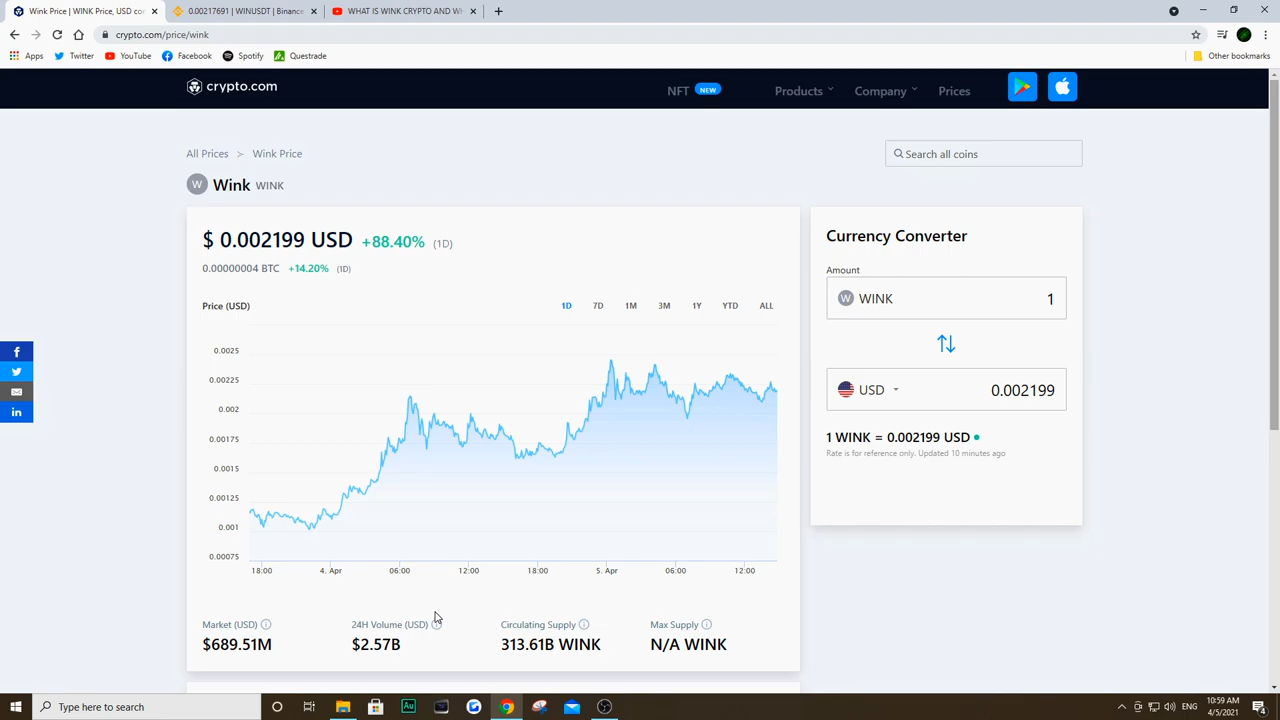 Wink Price | WINK Price, USD co
0.00217691 | WINUSDT | Binance
WHAT IS WINK CRYPTO AND W
crypto.com/price/wink
Apps
Twitter
YouTube
Facebook
Spotify
Questrade
Other bookmarks
crypto.com
NFT NEW
Products
Company
Prices
All Prices > Wink Price
Search all coins
W Wink WINK
$ 0.002199 USD +88.40% (1D)
0.00000004 BTC +14.20% (1D)
Price (USD)
1D 7D 1M 3M 1Y YTD ALL
0.0025
0.00225
0.002
0.00175
0.0015
0.00125
0.001
0.00075
18:00 4. Apr 06:00 12:00 18:00 5. Apr 06:00 12:00
Market (USD)
$689.51M
24H Volume (USD)
$2.57B
Circulating Supply
313.61B WINK
Max Supply
N/A WINK
Currency Converter
Amount
W WINK 1
USD 0.002199
1 WINK = 0.002199 USD
Rate is for reference only. Updated 10 minutes ago
Type here to search
Au
ENG
10:59 AM
4/5/2021
4